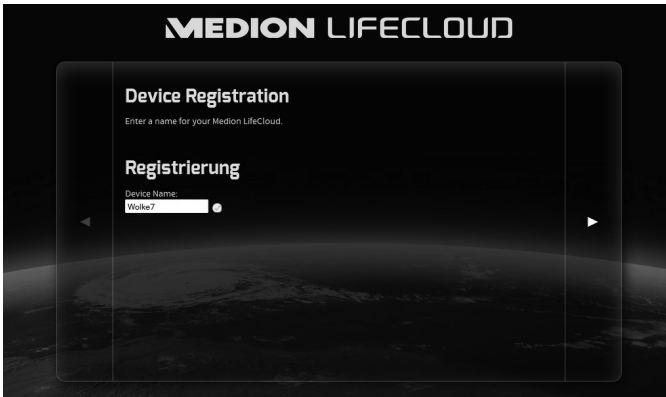 MEDION LIFECLOUD
Device Registration
Enter a name for your Medion LifeCloud.
Registrierung
Device Name:
Wolke7